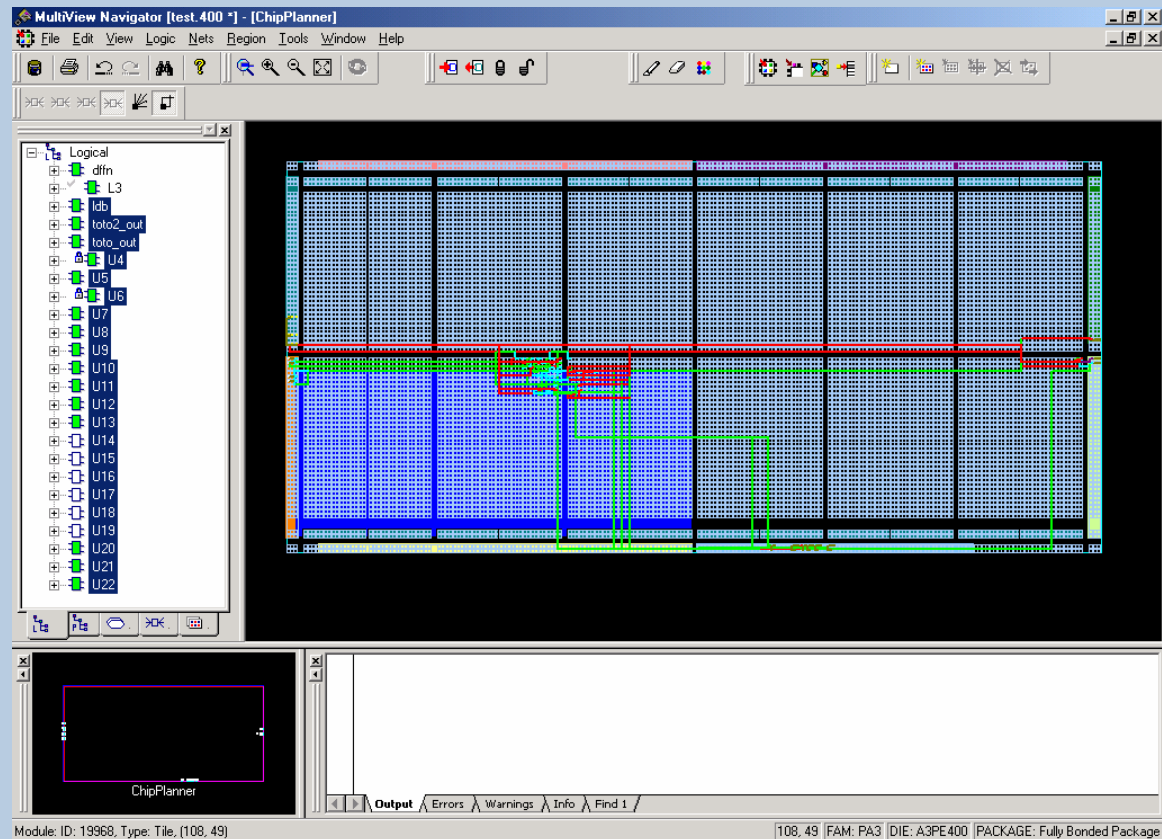 MultiView Navigator [test.400 *] - [ChipPlanner]
File Edit View Logic Nets Region Tools Window Help
Logical
dffn
L3
ldb
toto2_out
toto_out
U4
U5
U6
U7
U8
U9
U10
U11
U12
U13
U14
U15
U16
U17
U18
U19
U20
U21
U22
ChipPlanner
Output Errors Warnings Info Find 1
Module: ID: 19968, Type: Tile, (108, 49) 108, 49 FAM: PA3 DIE: A3PE400 PACKAGE: Fully Bonded Package